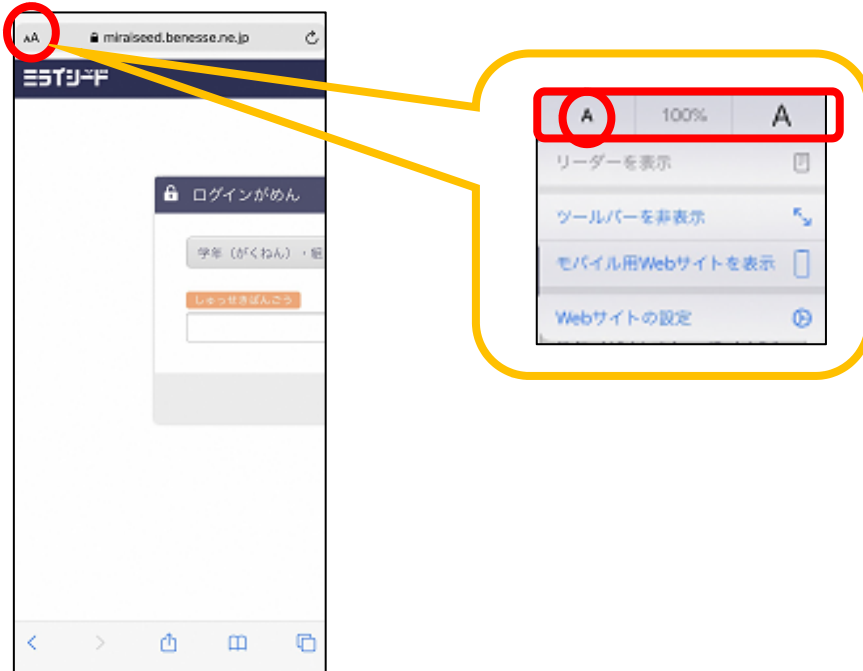 AA miraiseed.benesse.ne.jp
ミライシード
ログインがめん
学年（がくねん）・組
しゅっせきばんごう
A 100% A
リーダーを表示
ツールバーを非表示
モバイル用Webサイトを表示
Webサイトの設定